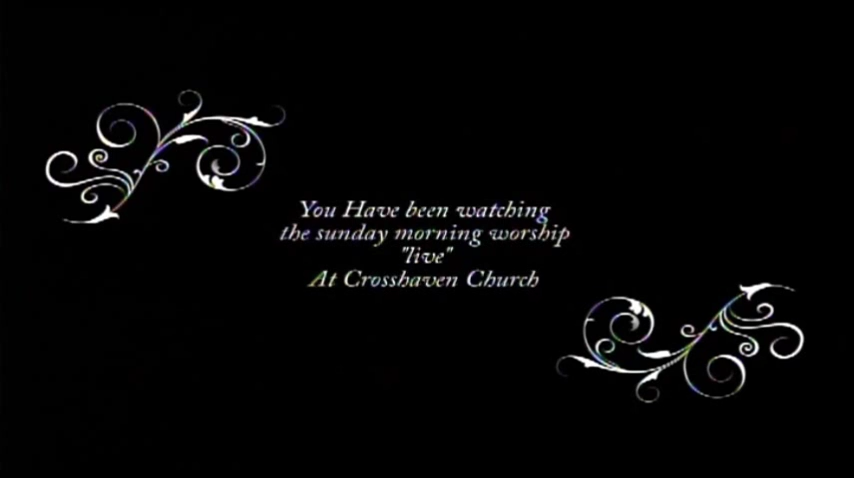 You Have been watching
the sunday morning worship
"live"
At Crosshaven Church